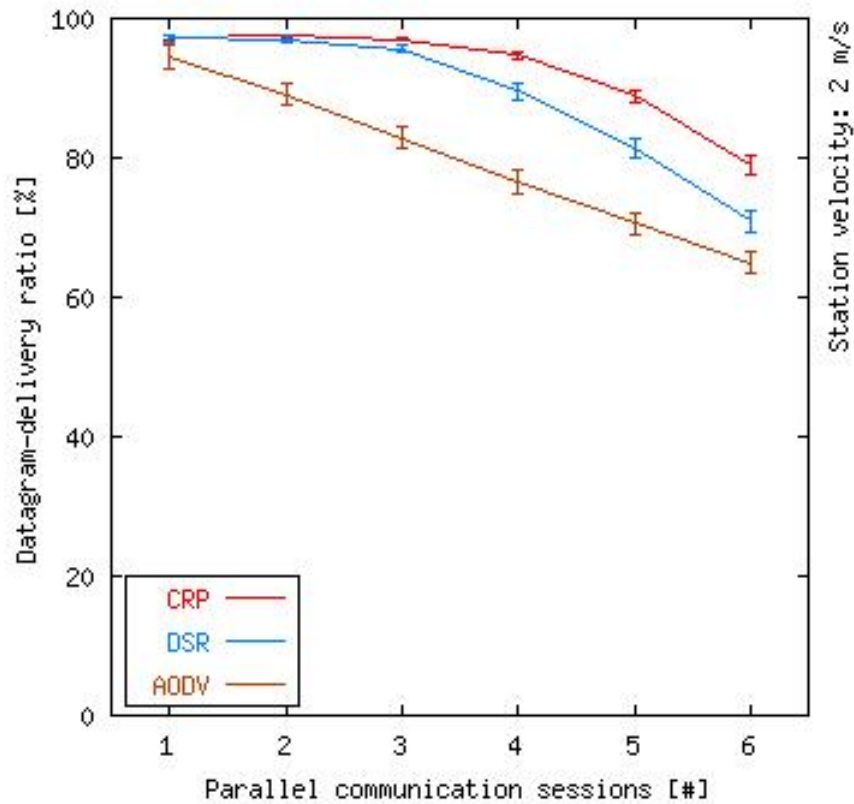 100
80
60
40
20
0
Datagram-delivery ratio [%]
Station velocity: 2 m/s
CRP
DSR
AODV
1 2 3 4 5 6
Parallel communication sessions [#]